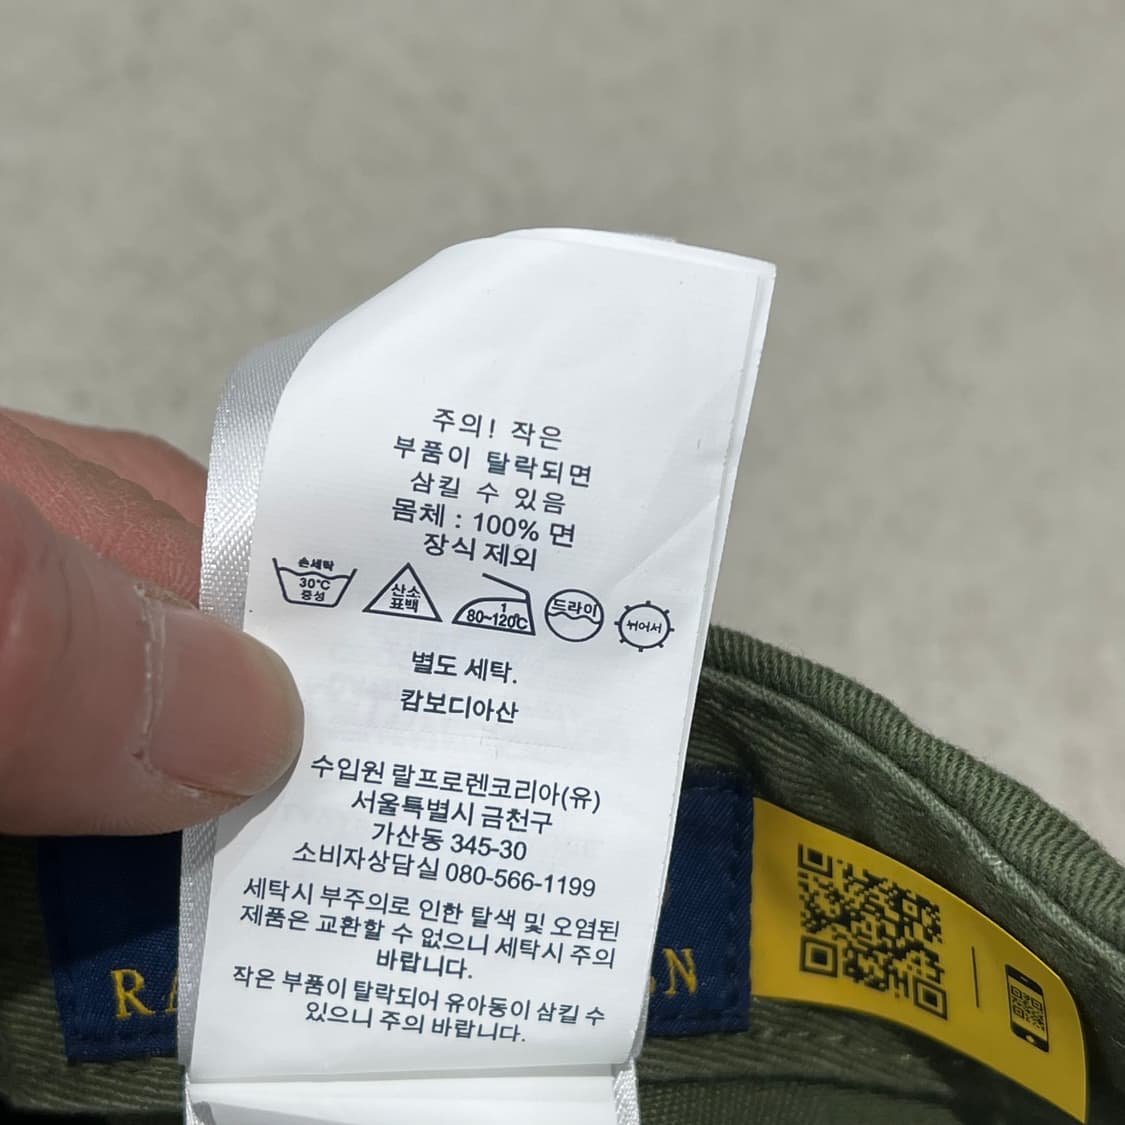 주의! 작은
부품이 탈락되면
삼킬 수 있음
몸체 : 100% 면
장식 제외
손세탁
30℃
중성
산소
표백
1
80~120℃
드라이
뉘어서
별도 세탁.
캄보디아산
수입원 랄프로렌코리아(유)
서울특별시 금천구
가산동 345-30
소비자상담실 080-566-1199
세탁시 부주의로 인한 탈색 및 오염된
제품은 교환할 수 없으니 세탁시 주의
바랍니다.
작은 부품이 탈락되어 유아동이 삼킬 수
있으니 주의 바랍니다.